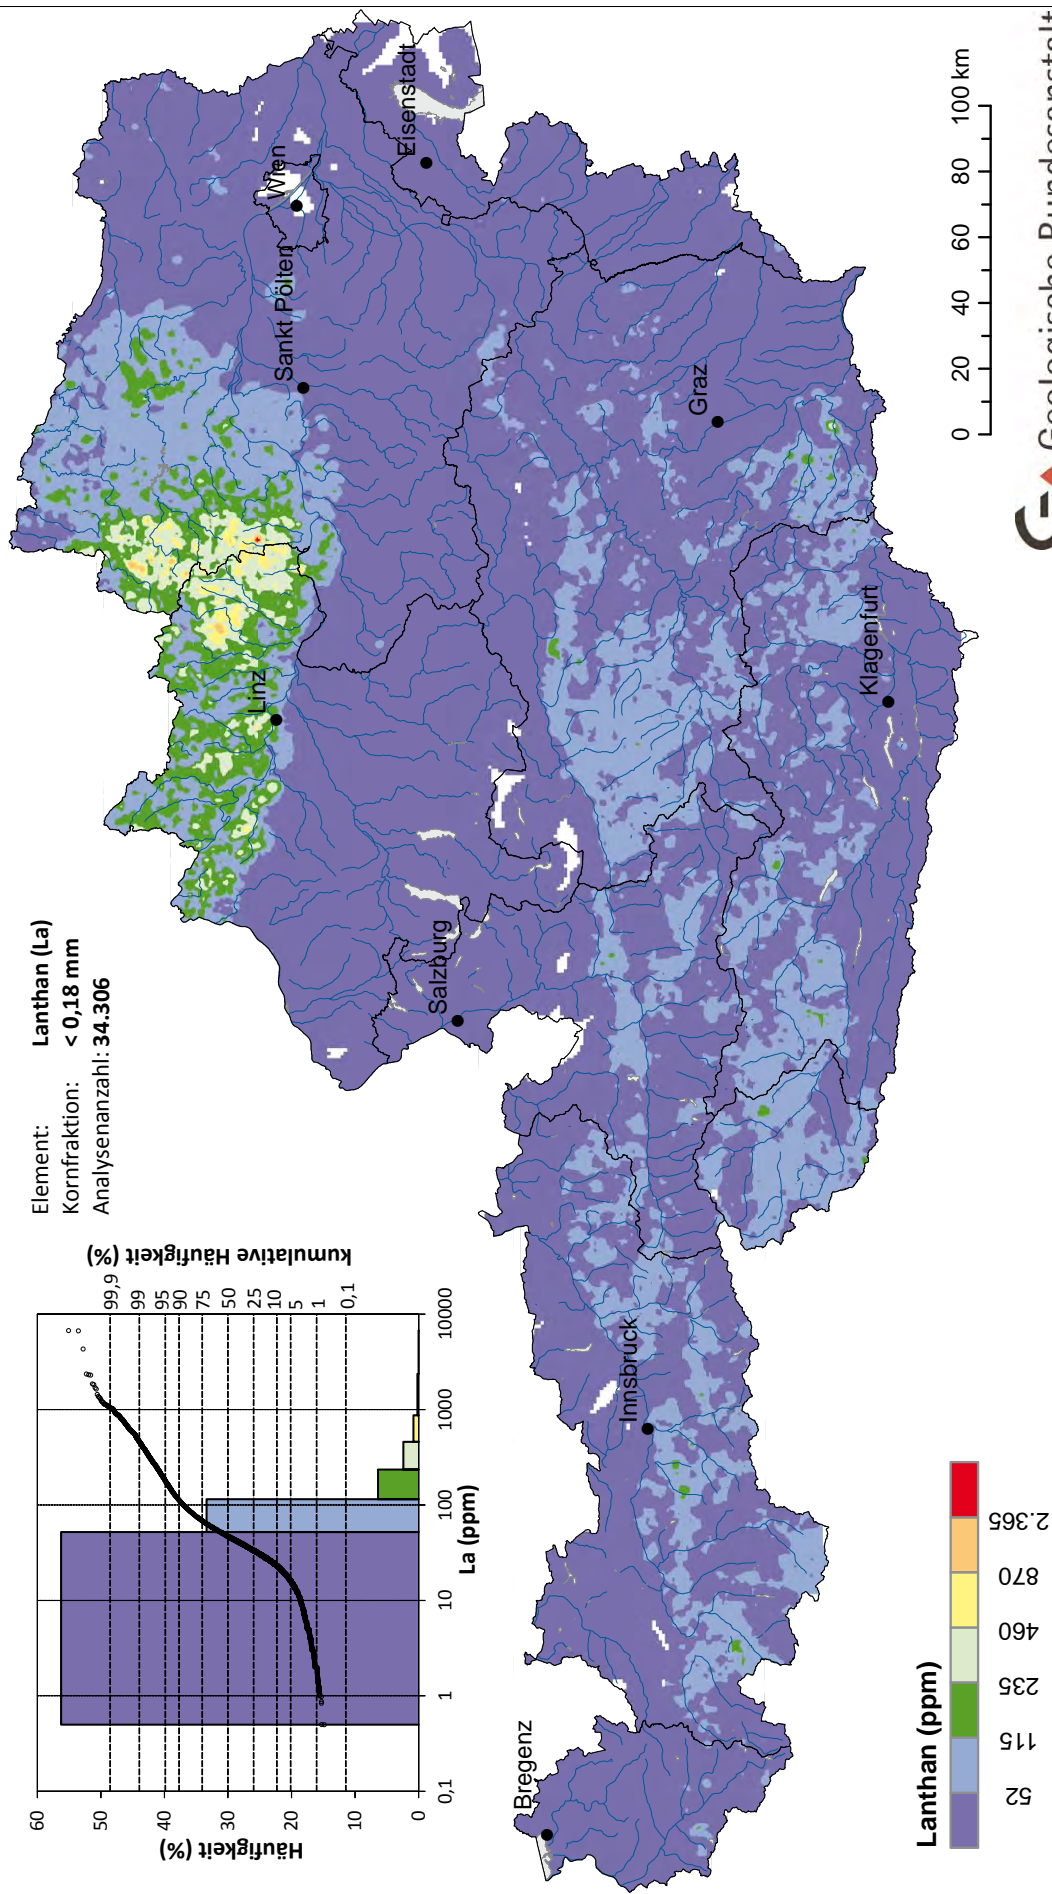 Element: Lanthan (La)
Kornfraktion: < 0,18 mm
Analysenanzahl: 34.306
Häufigkeit (%)
60
50
40
30
20
10
0
kumulative Häufigkeit (%)
99,9
99
95
90
75
50
25
10
5
1
0,1
0,1
1
10
100
1000
10000
La (ppm)
Bregenz
Innsbruck
Salzburg
Linz
Sankt Pölten
Wien
Eisenstadt
Graz
Klagenfurt
Lanthan (ppm)
52
115
235
460
870
2.365
0 20 40 60 80 100 km
Geologische Bundesanstalt